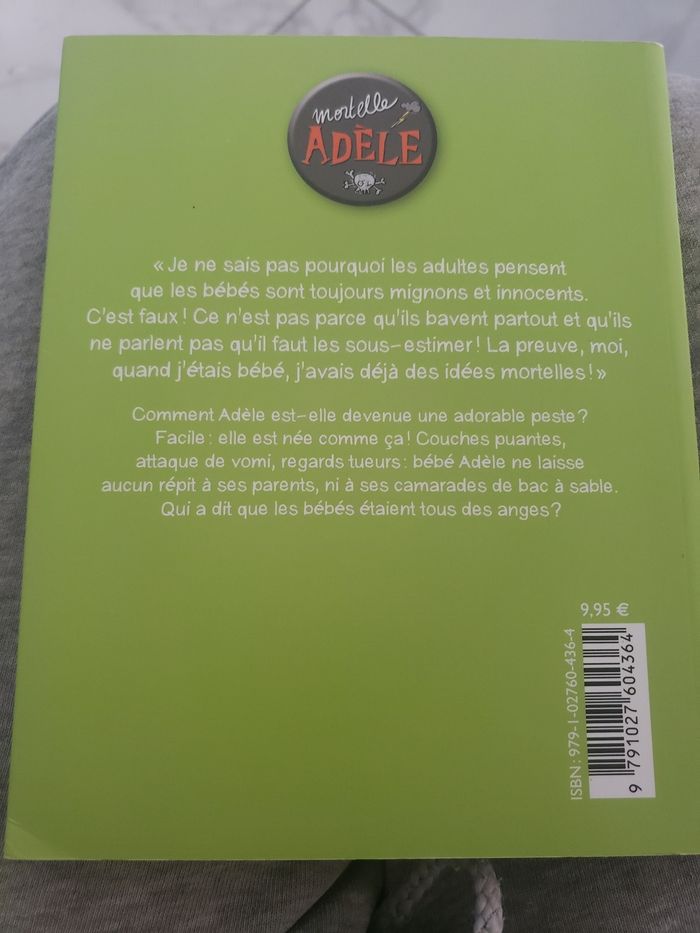 mortelle
ADÈLE
« Je ne sais pas pourquoi les adultes pensent
que les bébés sont toujours mignons et innocents.
C'est faux ! Ce n'est pas parce qu'ils bavent partout et qu'ils
ne parlent pas qu'il faut les sous-estimer ! La preuve, moi,
quand j'étais bébé, j'avais déjà des idées mortelles ! »
Comment Adèle est-elle devenue une adorable peste ?
Facile : elle est née comme ça ! Couches puantes,
attaque de vomi, regards tueurs : bébé Adèle ne laisse
aucun répit à ses parents, ni à ses camarades de bac à sable.
Qui a dit que les bébés étaient tous des anges ?
9,95 €
ISBN : 979-1-02760-436-4
9 791027 604364